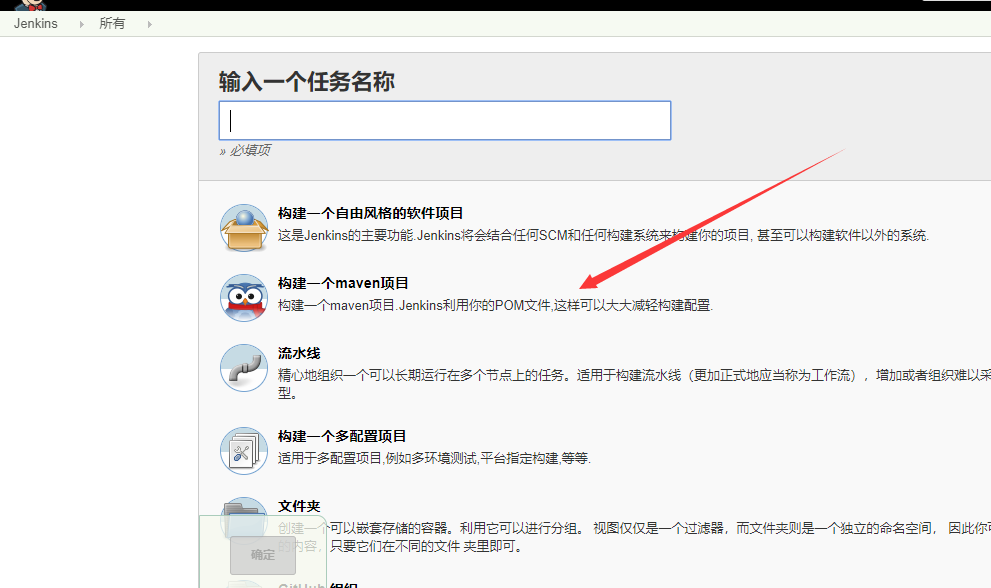 Jenkins 所有
输入一个任务名称
» 必填项
构建一个自由风格的软件项目
这是Jenkins的主要功能.Jenkins将会结合任何SCM和任何构建系统来构建你的项目, 甚至可以构建软件以外的系统.
构建一个maven项目
构建一个maven项目.Jenkins利用你的POM文件,这样可以大大减轻构建配置.
流水线
精心地组织一个可以长期运行在多个节点上的任务。适用于构建流水线（更加正式地应当称为工作流），增加或者组织难以采
型。
构建一个多配置项目
适用于多配置项目,例如多环境测试,平台指定构建,等等.
文件夹
创建一个可以嵌套存储的容器。利用它可以进行分组。 视图仅仅是一个过滤器，而文件夹则是一个独立的命名空间， 因此你
的内容，只要它们在不同的文件 夹里即可。
确定
GitHub 组织